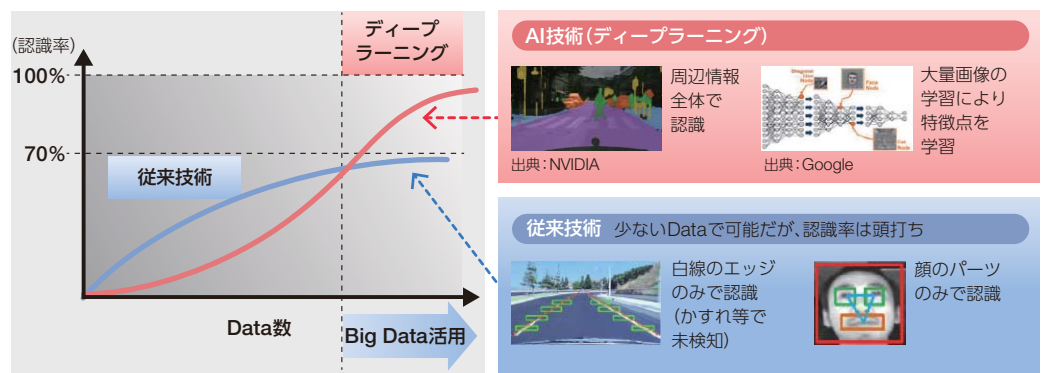 (認識率)
100%
70%
ディープ
ラーニング
従来技術
Data数
Big Data活用
AI技術(ディープラーニング)
周辺情報
全体で
認識
出典:NVIDIA
大量画像の
学習により
特徴点を
学習
出典:Google
従来技術 少ないDataで可能だが、認識率は頭打ち
白線のエッジ
のみで認識
(かすれ等で
未検知)
顔のパーツ
のみで認識